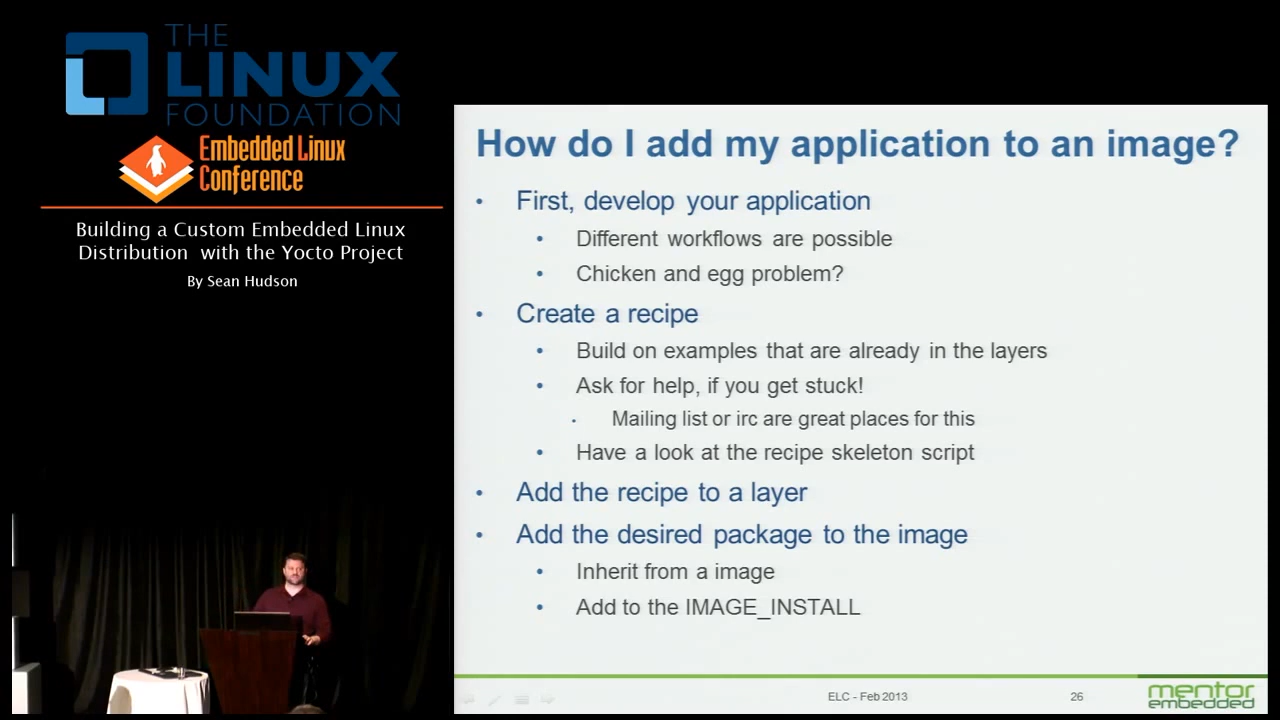 THE
LINUX
FOUNDATION
Embedded Linux
Conference
Building a Custom Embedded Linux
Distribution with the Yocto Project
By Sean Hudson
How do I add my application to an image?
• First, develop your application
• Different workflows are possible
• Chicken and egg problem?
• Create a recipe
• Build on examples that are already in the layers
• Ask for help, if you get stuck!
• Mailing list or irc are great places for this
• Have a look at the recipe skeleton script
• Add the recipe to a layer
• Add the desired package to the image
• Inherit from a image
• Add to the IMAGE_INSTALL
ELC - Feb 2013
26
mentor
embedded